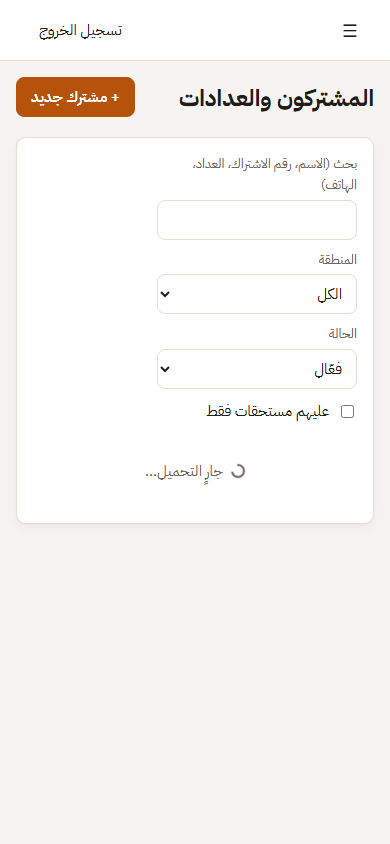 ☰ تسجيل الخروج
المشتركون والعدادات
+ مشترك جديد
بحث (الاسم، رقم الاشتراك، العداد،
الهاتف)
المنطقة
الكل
الحالة
فعّال
عليهم مستحقات فقط
جارٍ التحميل...